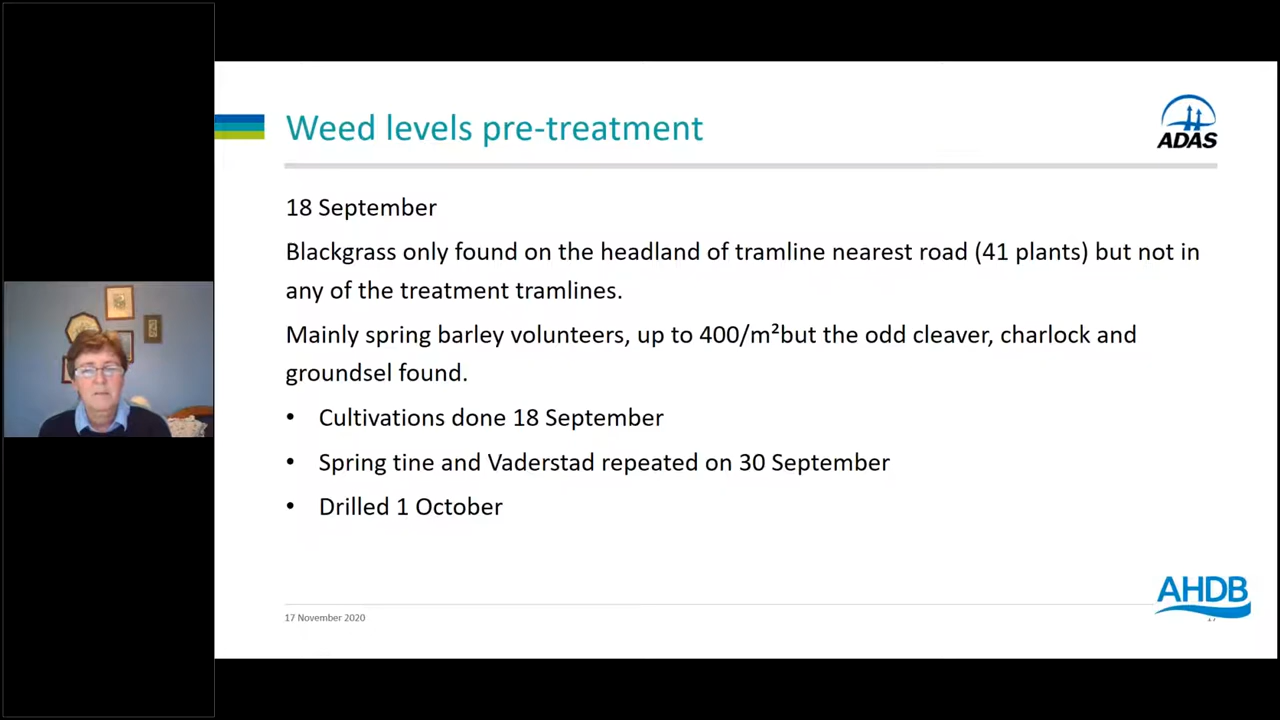 Weed levels pre-treatment
ADAS
18 September
Blackgrass only found on the headland of tramline nearest road (41 plants) but not in
any of the treatment tramlines.
Mainly spring barley volunteers, up to 400/m²but the odd cleaver, charlock and
groundsel found.
• Cultivations done 18 September
• Spring tine and Vaderstad repeated on 30 September
• Drilled 1 October
AHDB
17 November 2020